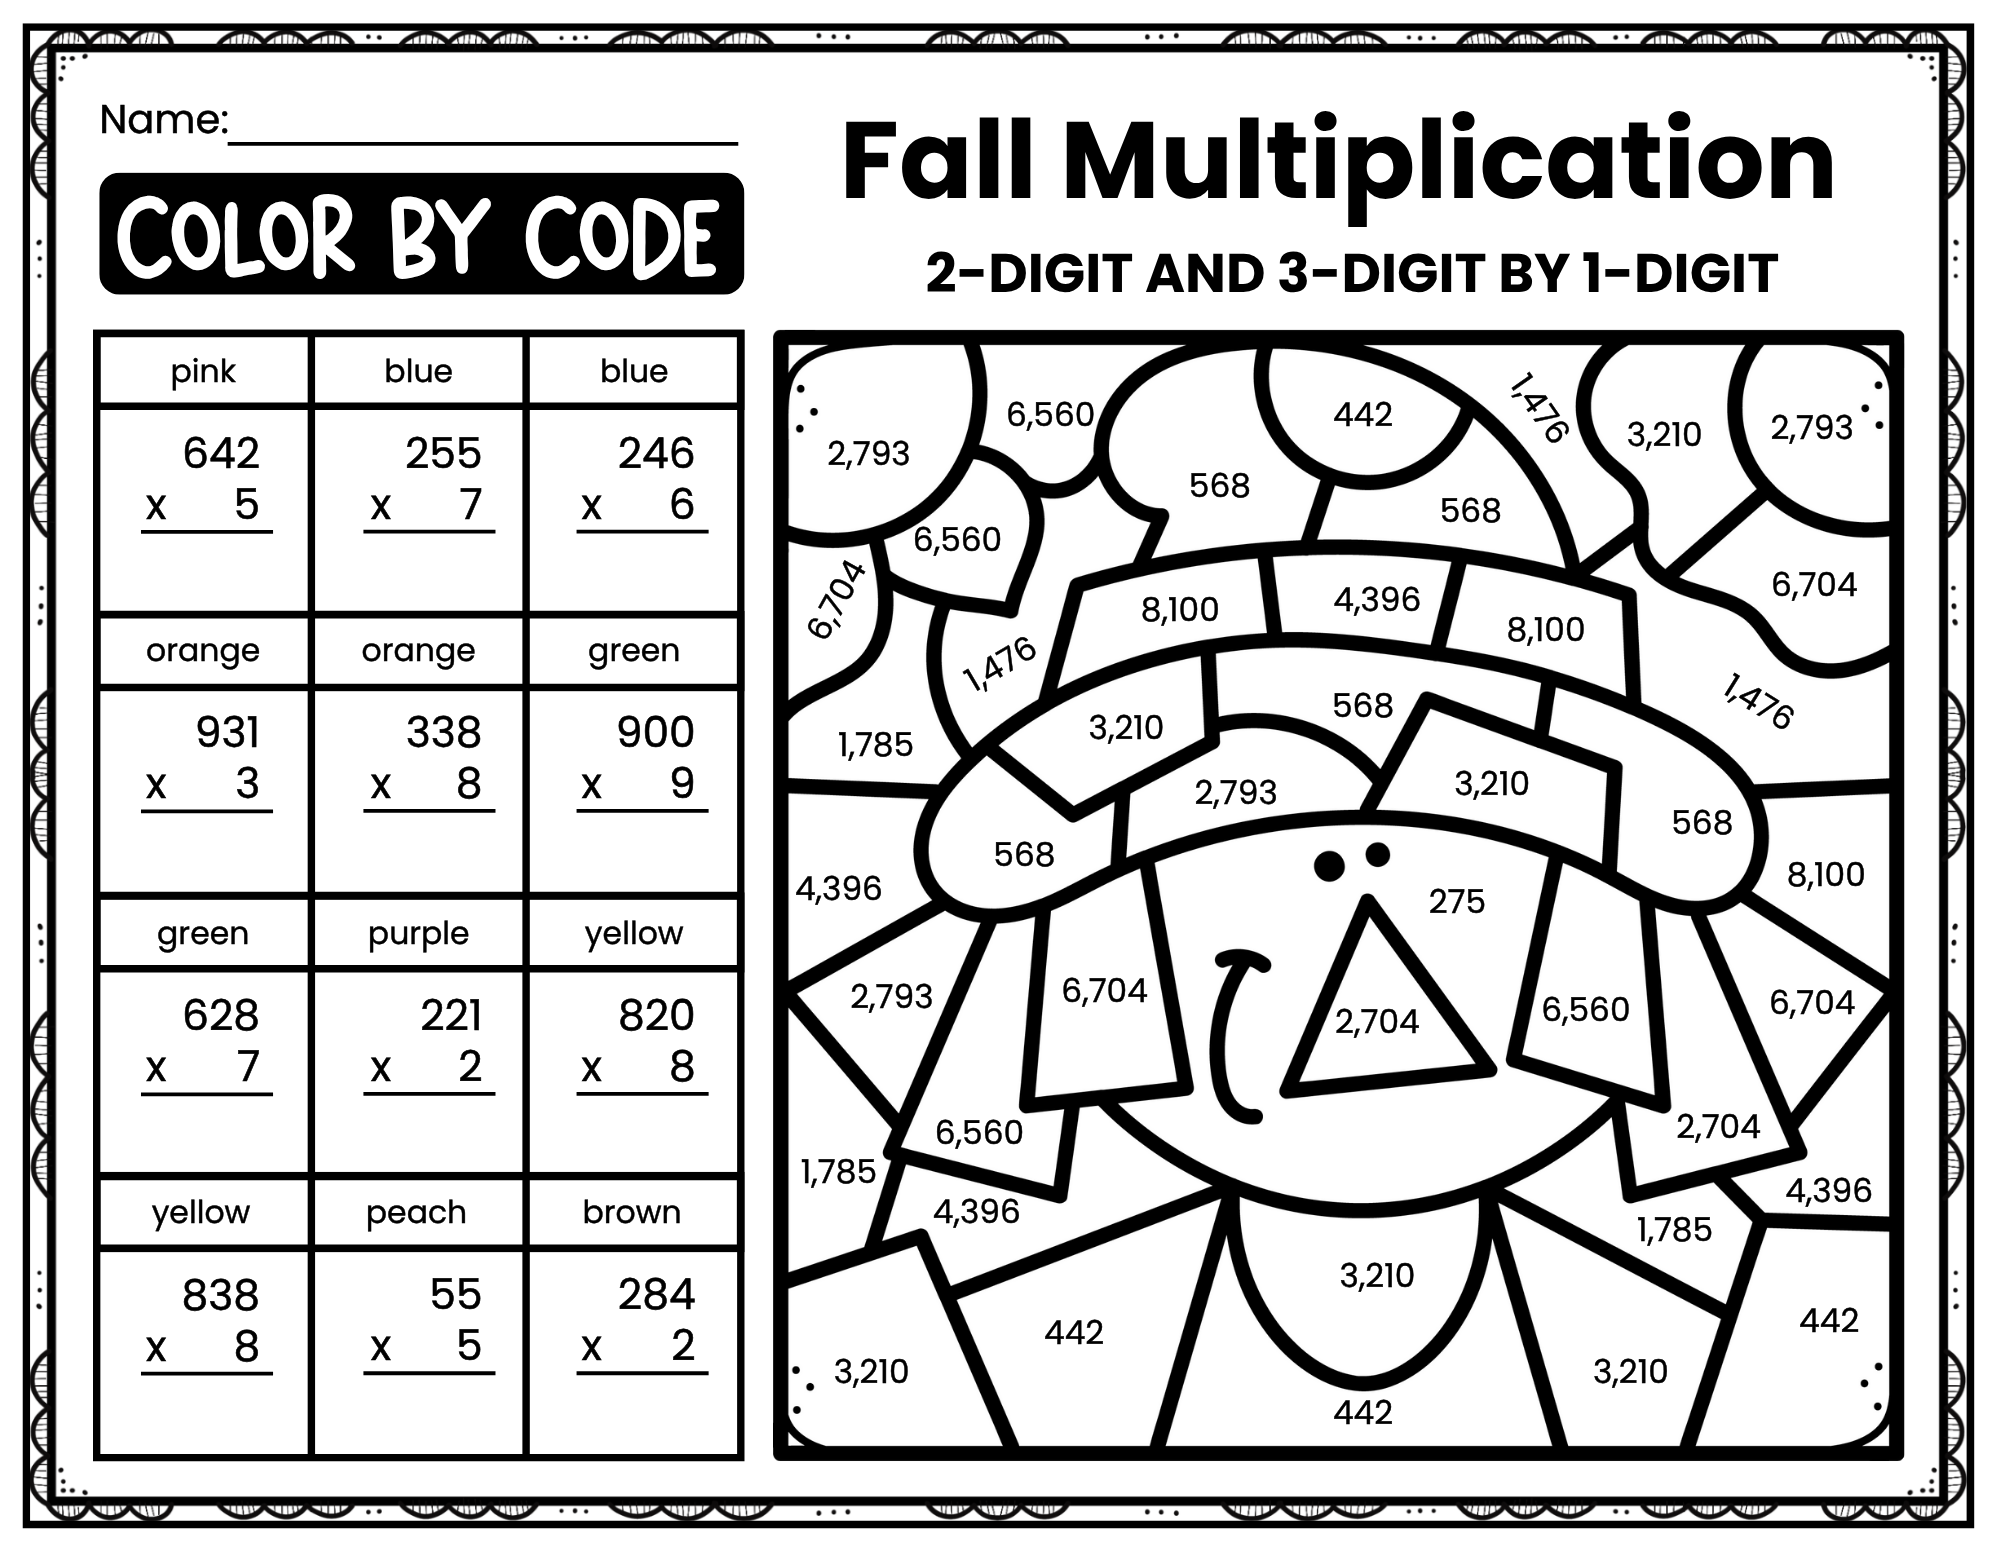 Name:
COLOR BY CODE
Fall Multiplication
2-DIGIT AND 3-DIGIT BY 1-DIGIT
pink blue blue
642 255 246
x 5 x 7 x 6
orange orange green
931 338 900
x 3 x 8 x 9
green purple yellow
628 221 820
x 7 x 2 x 8
yellow peach brown
838 55 284
x 8 x 5 x 2
1,476
6,560 442
2,793 3,210 2,793
568
568
6,560
6,704 6,704
8,100 4,396 8,100
1,476
568 1,476
3,210
1,785
2,793 3,210
568 568
4,396 8,100
275
2,793 6,704 6,560 6,704
2,704
6,560 2,704
1,785 4,396
4,396 1,785
3,210
442 442
3,210 3,210
442